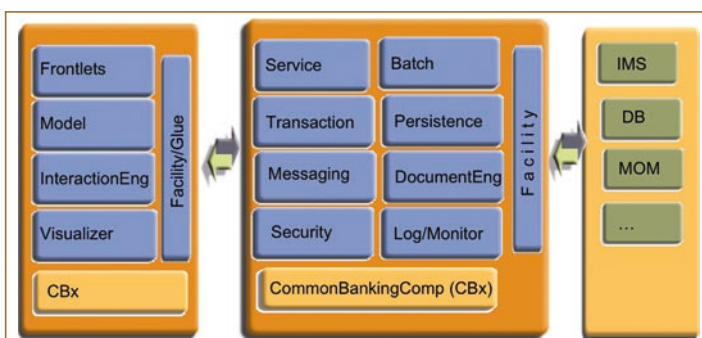 Frontlets
Model
InteractionEng
Visualizer
Facility/Glue
CBx
Service
Batch
Transaction
Persistence
Messaging
DocumentEng
Security
Log/Monitor
Facility
CommonBankingComp (CBx)
IMS
DB
MOM
...